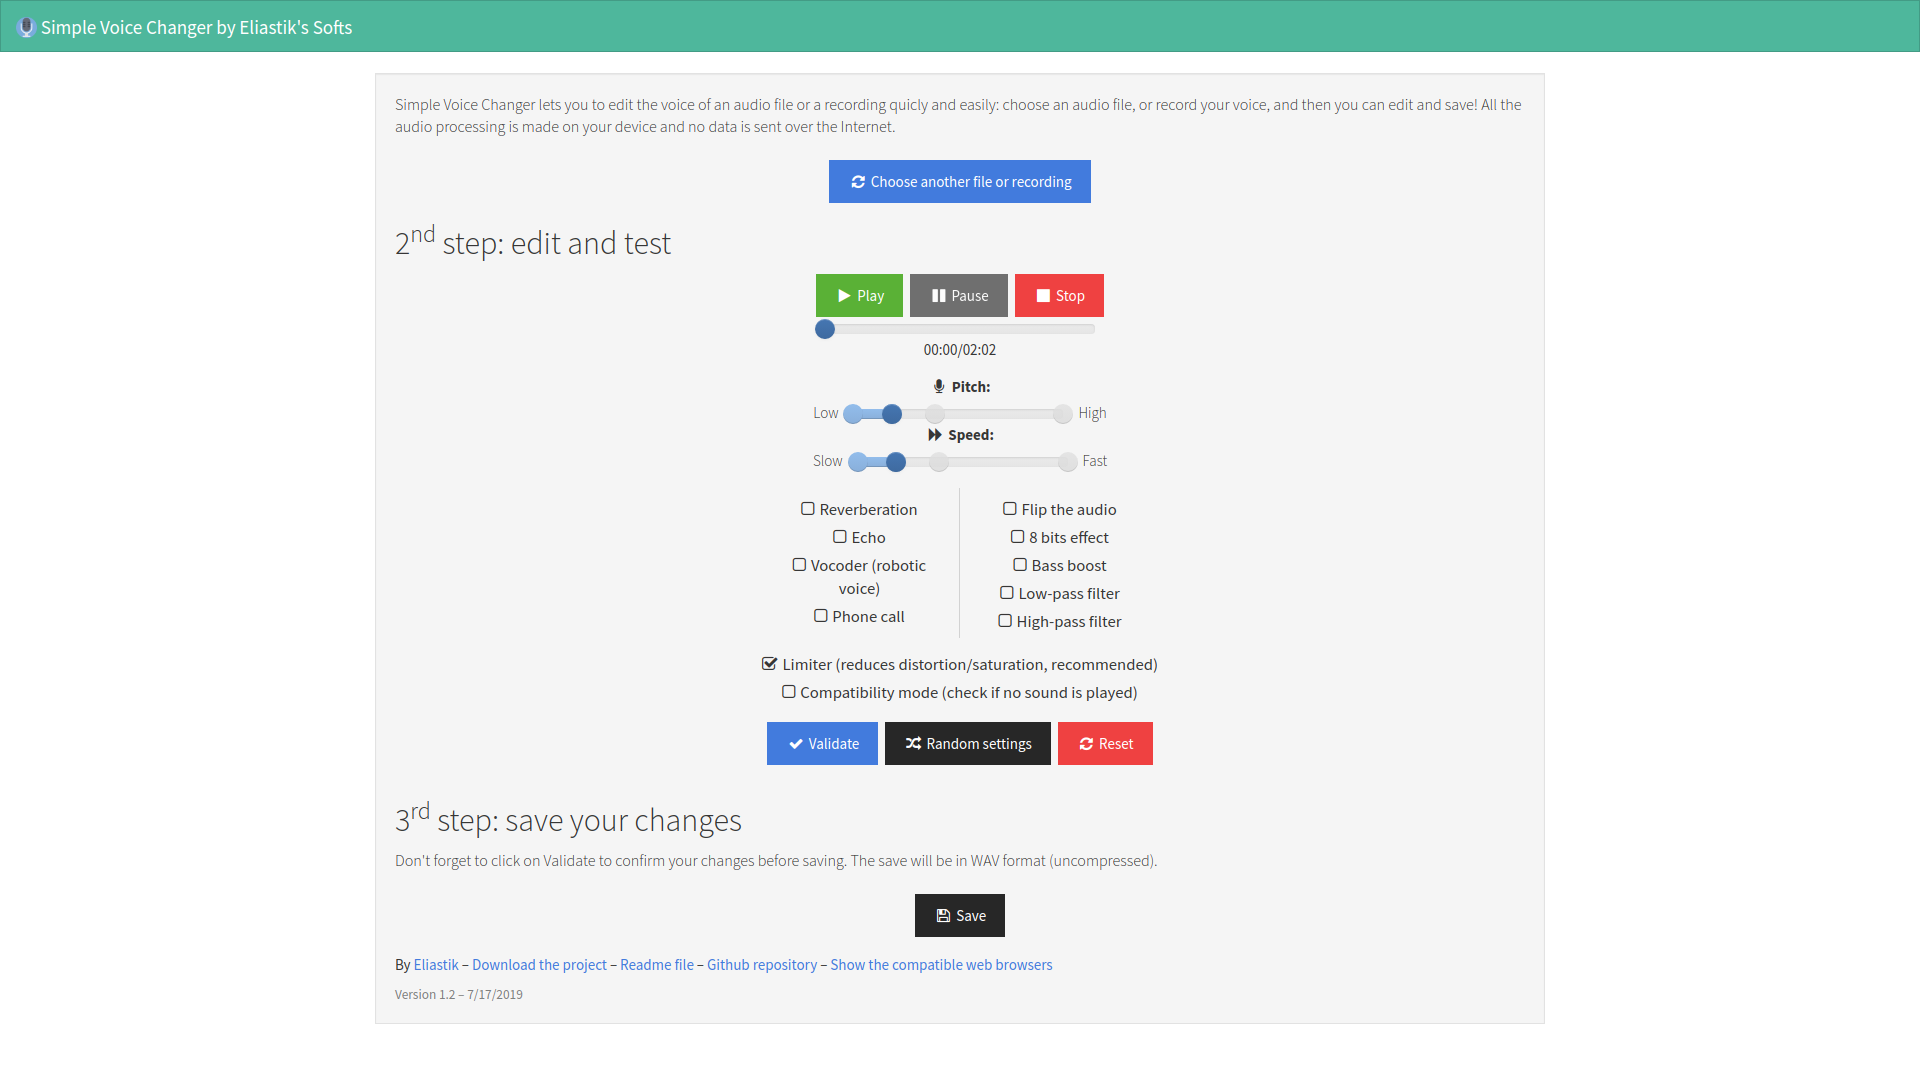 Simple Voice Changer by Eliastik's Softs
Simple Voice Changer lets you to edit the voice of an audio file or a recording quicly and easily: choose an audio file, or record your voice, and then you can edit and save! All the
audio processing is made on your device and no data is sent over the Internet.
Choose another file or recording
2nd step: edit and test
Play Pause Stop
00:00/02:02
Pitch:
Low High
Speed:
Slow Fast
Reverberation
Echo
Vocoder (robotic
voice)
Phone call
Flip the audio
8 bits effect
Bass boost
Low-pass filter
High-pass filter
Limiter (reduces distortion/saturation, recommended)
Compatibility mode (check if no sound is played)
Validate Random settings Reset
3rd step: save your changes
Don't forget to click on Validate to confirm your changes before saving. The save will be in WAV format (uncompressed).
Save
By Eliastik – Download the project – Readme file – Github repository – Show the compatible web browsers
Version 1.2 – 7/17/2019